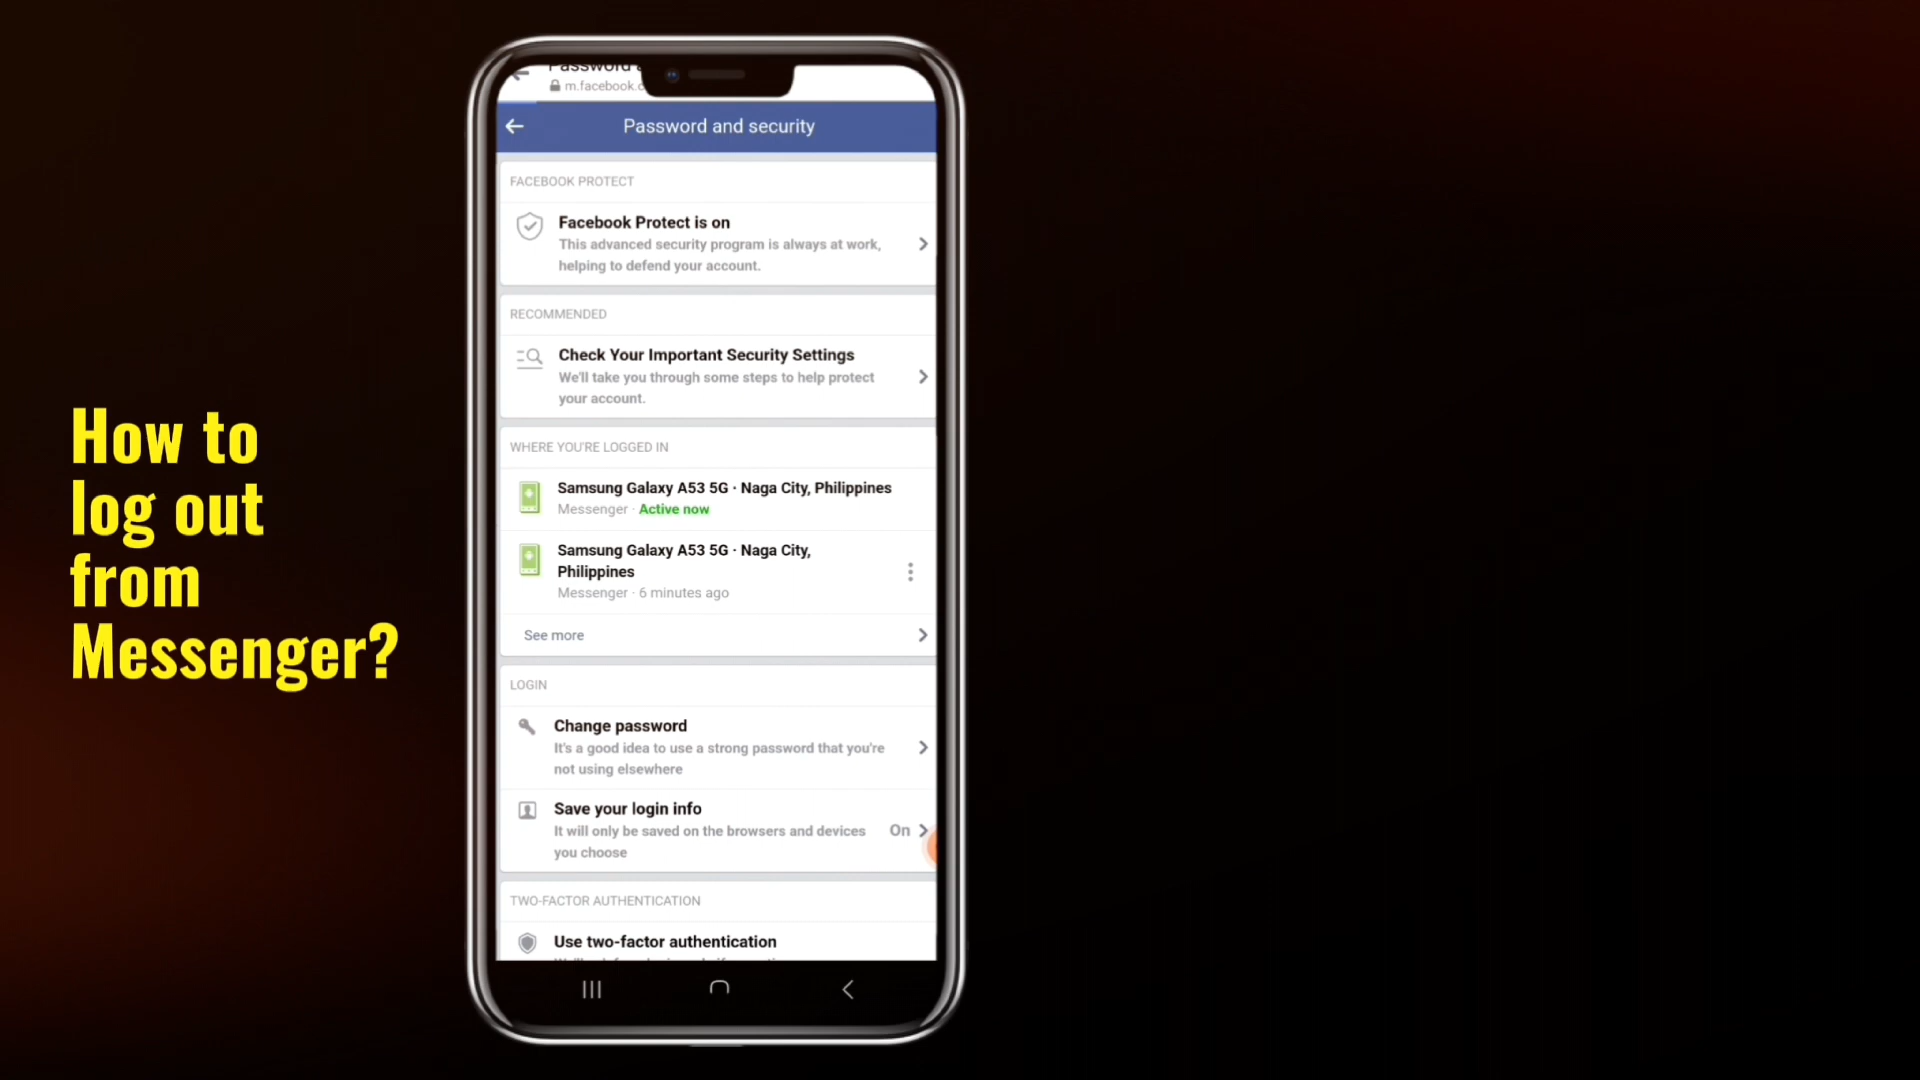 How to
log out
from
Messenger?
m.facebook.c
Password and security
FACEBOOK PROTECT
Facebook Protect is on
This advanced security program is always at work,
helping to defend your account.
RECOMMENDED
Check Your Important Security Settings
We'll take you through some steps to help protect
your account.
WHERE YOU'RE LOGGED IN
Samsung Galaxy A53 5G · Naga City, Philippines
Messenger · Active now
Samsung Galaxy A53 5G · Naga City,
Philippines
Messenger · 6 minutes ago
See more
LOGIN
Change password
It's a good idea to use a strong password that you're
not using elsewhere
Save your login info
It will only be saved on the browsers and devices
you choose
On
TWO-FACTOR AUTHENTICATION
Use two-factor authentication